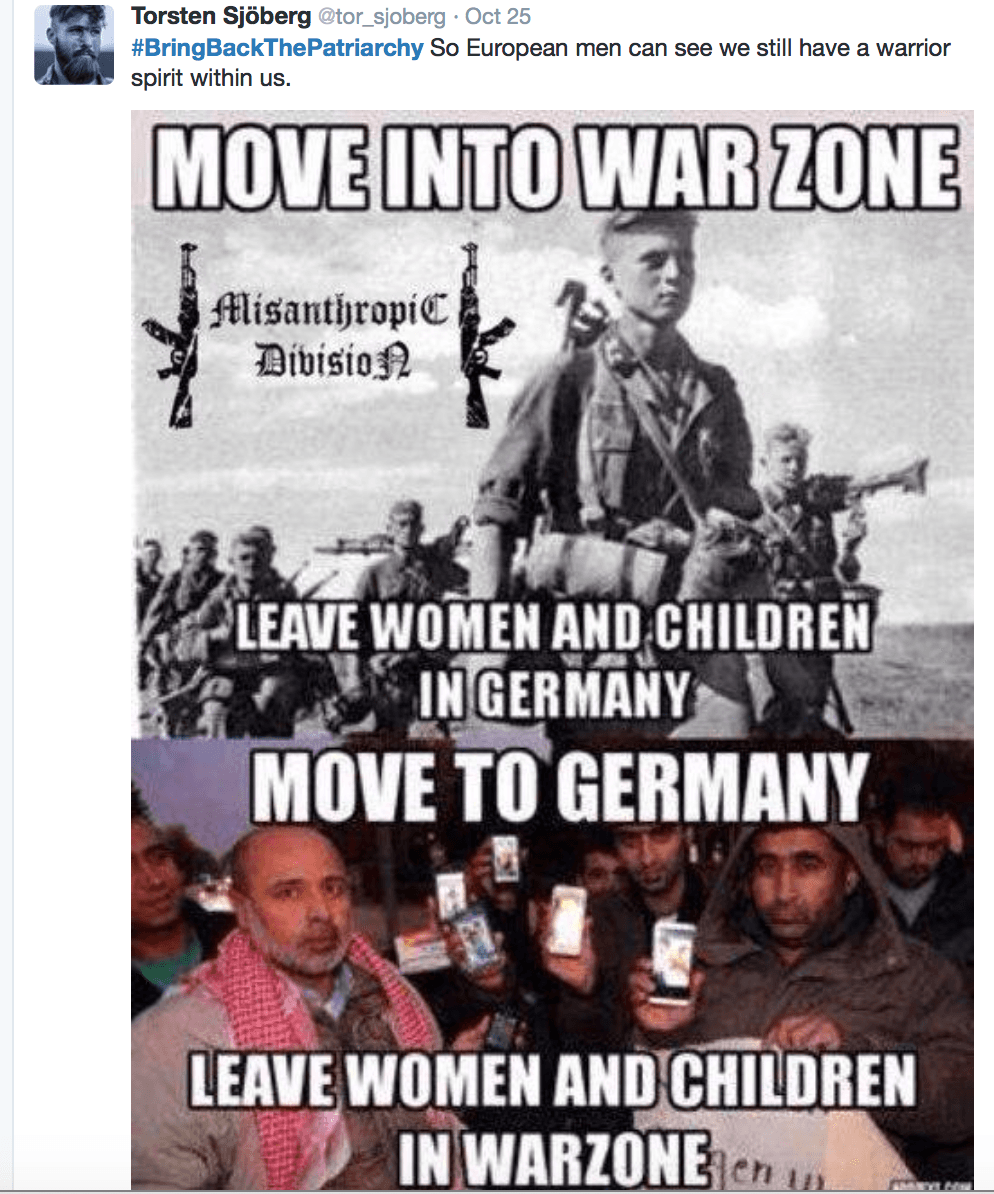 Torsten Sjöberg @tor_sjoberg · Oct 25
#BringBackThePatriarchy So European men can see we still have a warrior
spirit within us.
MOVE INTO WAR ZONE
MisanthropiC
DivisioN
LEAVE WOMEN AND CHILDREN
IN GERMANY
MOVE TO GERMANY
LEAVE WOMEN AND CHILDREN
IN WARZONE